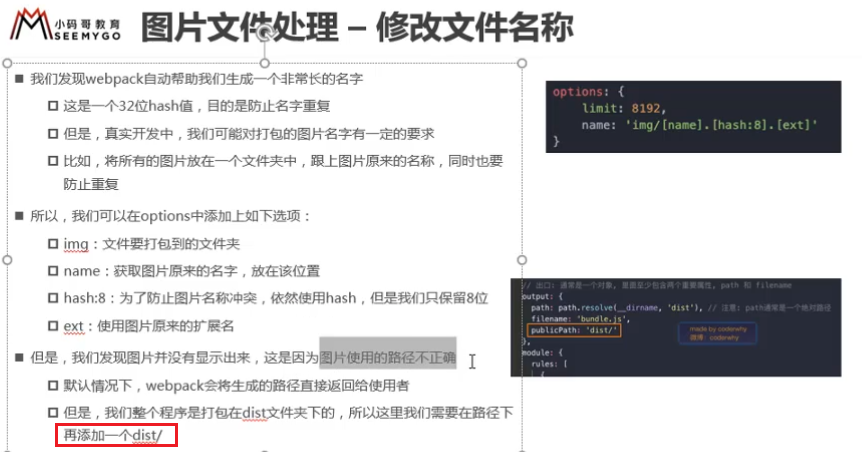 小码哥教育
SEEMYGO
图片文件处理 – 修改文件名称
我们发现webpack自动帮助我们生成一个非常长的名字
这是一个32位hash值，目的是防止名字重复
但是，真实开发中，我们可能对打包的图片名字有一定的要求
比如，将所有的图片放在一个文件夹中，跟上图片原来的名称，同时也要
防止重复
所以，我们可以在options中添加上如下选项：
img：文件要打包到的文件夹
name：获取图片原来的名字，放在该位置
hash:8：为了防止图片名称冲突，依然使用hash，但是我们只保留8位
ext：使用图片原来的扩展名
但是，我们发现图片并没有显示出来，这是因为图片使用的路径不正确
默认情况下，webpack会将生成的路径直接返回给使用者
但是，我们整个程序是打包在dist文件夹下的，所以这里我们需要在路径下
再添加一个dist/
options: {
limit: 8192,
name: 'img/[name].[hash:8].[ext]'
}
// 出口: 通常是一个对象, 里面至少包含两个重要属性, path 和 filename
output: {
path: path.resolve(__dirname, 'dist'), // 注意: path通常是一个绝对路径
filename: 'bundle.js',
publicPath: 'dist/'
},
made by coderwhy
微博: coderwhy
module: {
rules: [
{